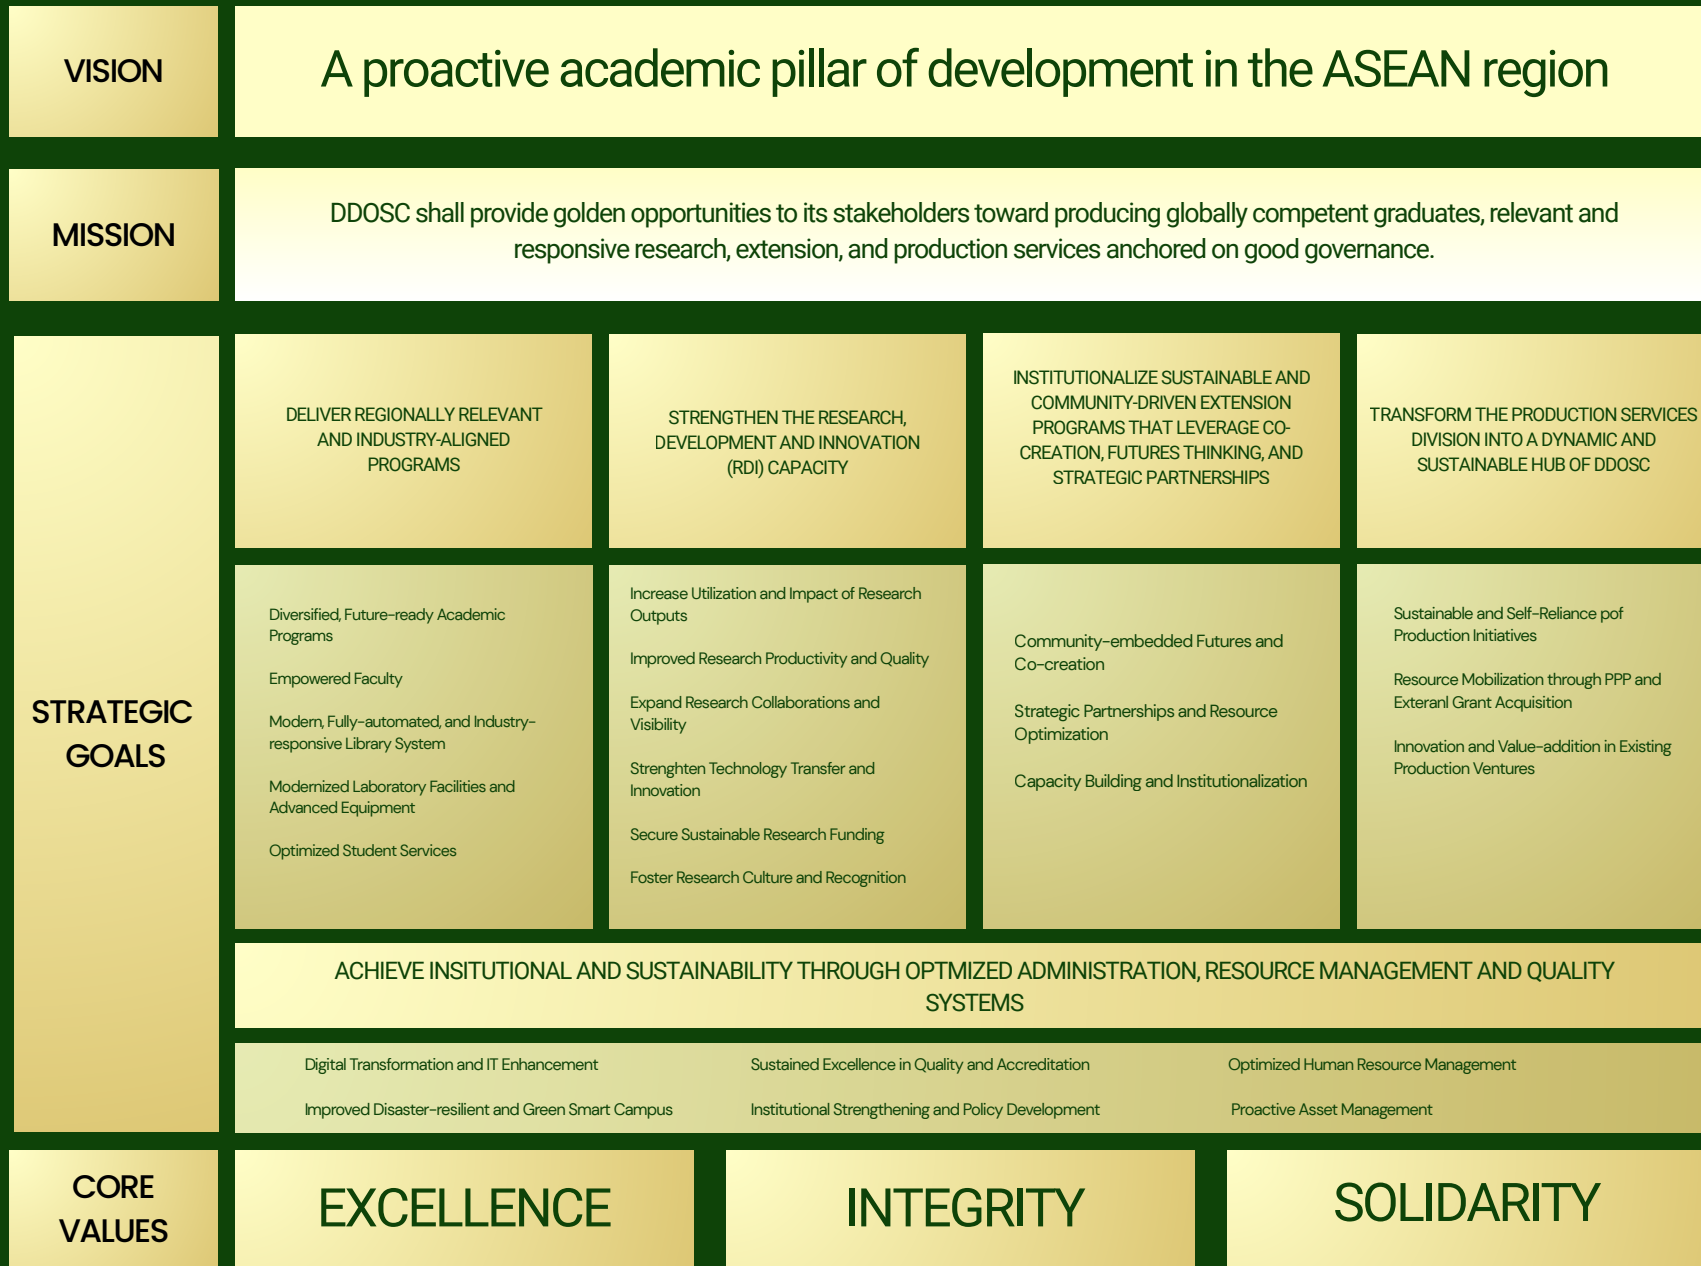 VISION
A proactive academic pillar of development in the ASEAN region
MISSION
DDOSC shall provide golden opportunities to its stakeholders toward producing globally competent graduates, relevant and
responsive research, extension, and production services anchored on good governance.
STRATEGIC
GOALS
DELIVER REGIONALLY RELEVANT
AND INDUSTRY-ALIGNED
PROGRAMS
STRENGTHEN THE RESEARCH,
DEVELOPMENT AND INNOVATION
(RDI) CAPACITY
INSTITUTIONALIZE SUSTAINABLE AND
COMMUNITY-DRIVEN EXTENSION
PROGRAMS THAT LEVERAGE CO-
CREATION, FUTURES THINKING, AND
STRATEGIC PARTNERSHIPS
TRANSFORM THE PRODUCTION SERVICES
DIVISION INTO A DYNAMIC AND
SUSTAINABLE HUB OF DDOSC
Diversified, Future-ready Academic
Programs
Empowered Faculty
Modern, Fully-automated, and Industry-
responsive Library System
Modernized Laboratory Facilities and
Advanced Equipment
Optimized Student Services
Increase Utilization and Impact of Research
Outputs
Improved Research Productivity and Quality
Expand Research Collaborations and
Visibility
Strenghten Technology Transfer and
Innovation
Secure Sustainable Research Funding
Foster Research Culture and Recognition
Community-embedded Futures and
Co-creation
Strategic Partnerships and Resource
Optimization
Capacity Building and Institutionalization
Sustainable and Self-Reliance pof
Production Initiatives
Resource Mobilization through PPP and
Exteranl Grant Acquisition
Innovation and Value-addition in Existing
Production Ventures
ACHIEVE INSITUTIONAL AND SUSTAINABILITY THROUGH OPTMIZED ADMINISTRATION, RESOURCE MANAGEMENT AND QUALITY
SYSTEMS
Digital Transformation and IT Enhancement
Sustained Excellence in Quality and Accreditation
Optimized Human Resource Management
Improved Disaster-resilient and Green Smart Campus
Institutional Strengthening and Policy Development
Proactive Asset Management
CORE
VALUES
EXCELLENCE
INTEGRITY
SOLIDARITY